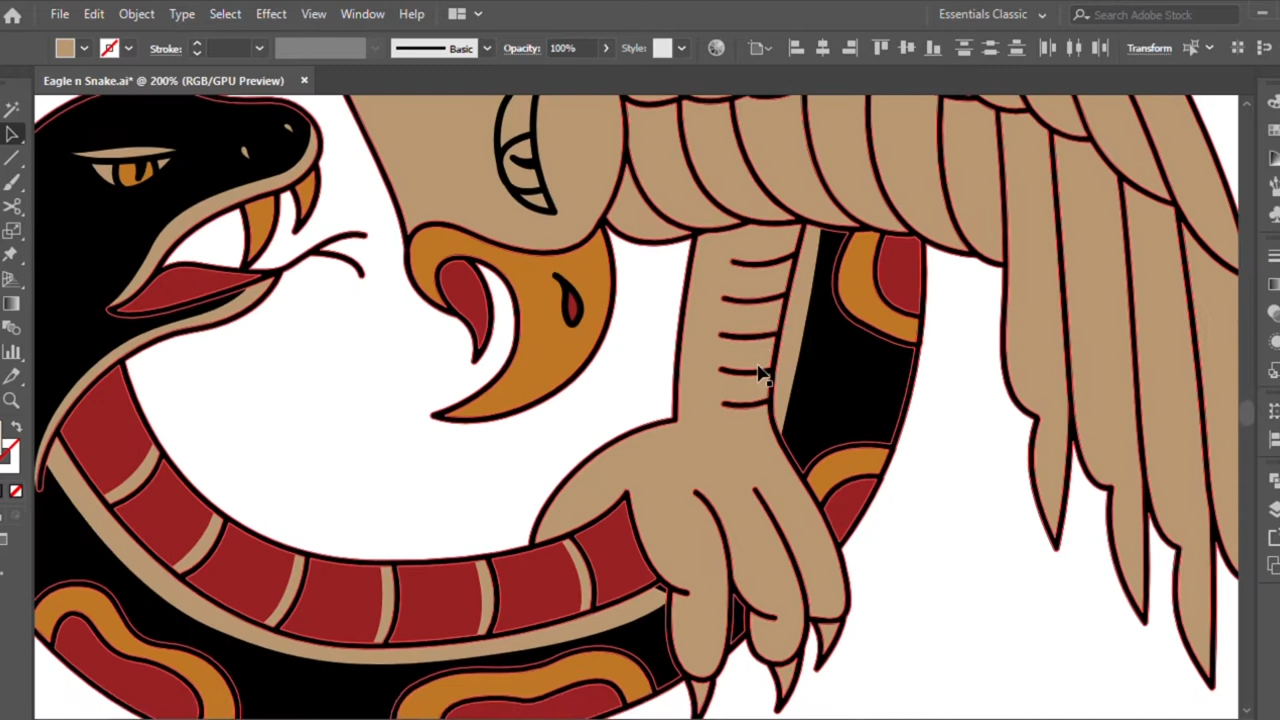 File Edit Object Type Select Effect View Window Help Essentials Classic Search Adobe Stock
Stroke: Basic Opacity: 100% Style: Transform
Eagle n Snake.ai* @ 200% (RGB/GPU Preview) ×